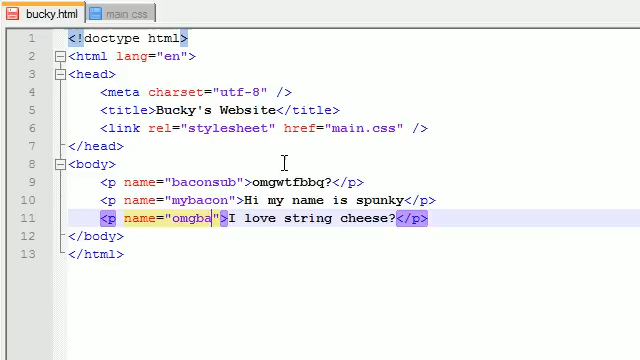 bucky.html main css
1 <!doctype html>
2 <html lang="en">
3 <head>
4 <meta charset="utf-8" />
5 <title>Bucky's Website</title>
6 <link rel="stylesheet" href="main.css" />
7 </head>
8 <body>
9 <p name="baconsub">omgwtfbbq?</p>
10 <p name="mybacon">Hi my name is spunky</p>
11 <p name="omgba">I love string cheese?</p>
12 </body>
13 </html>